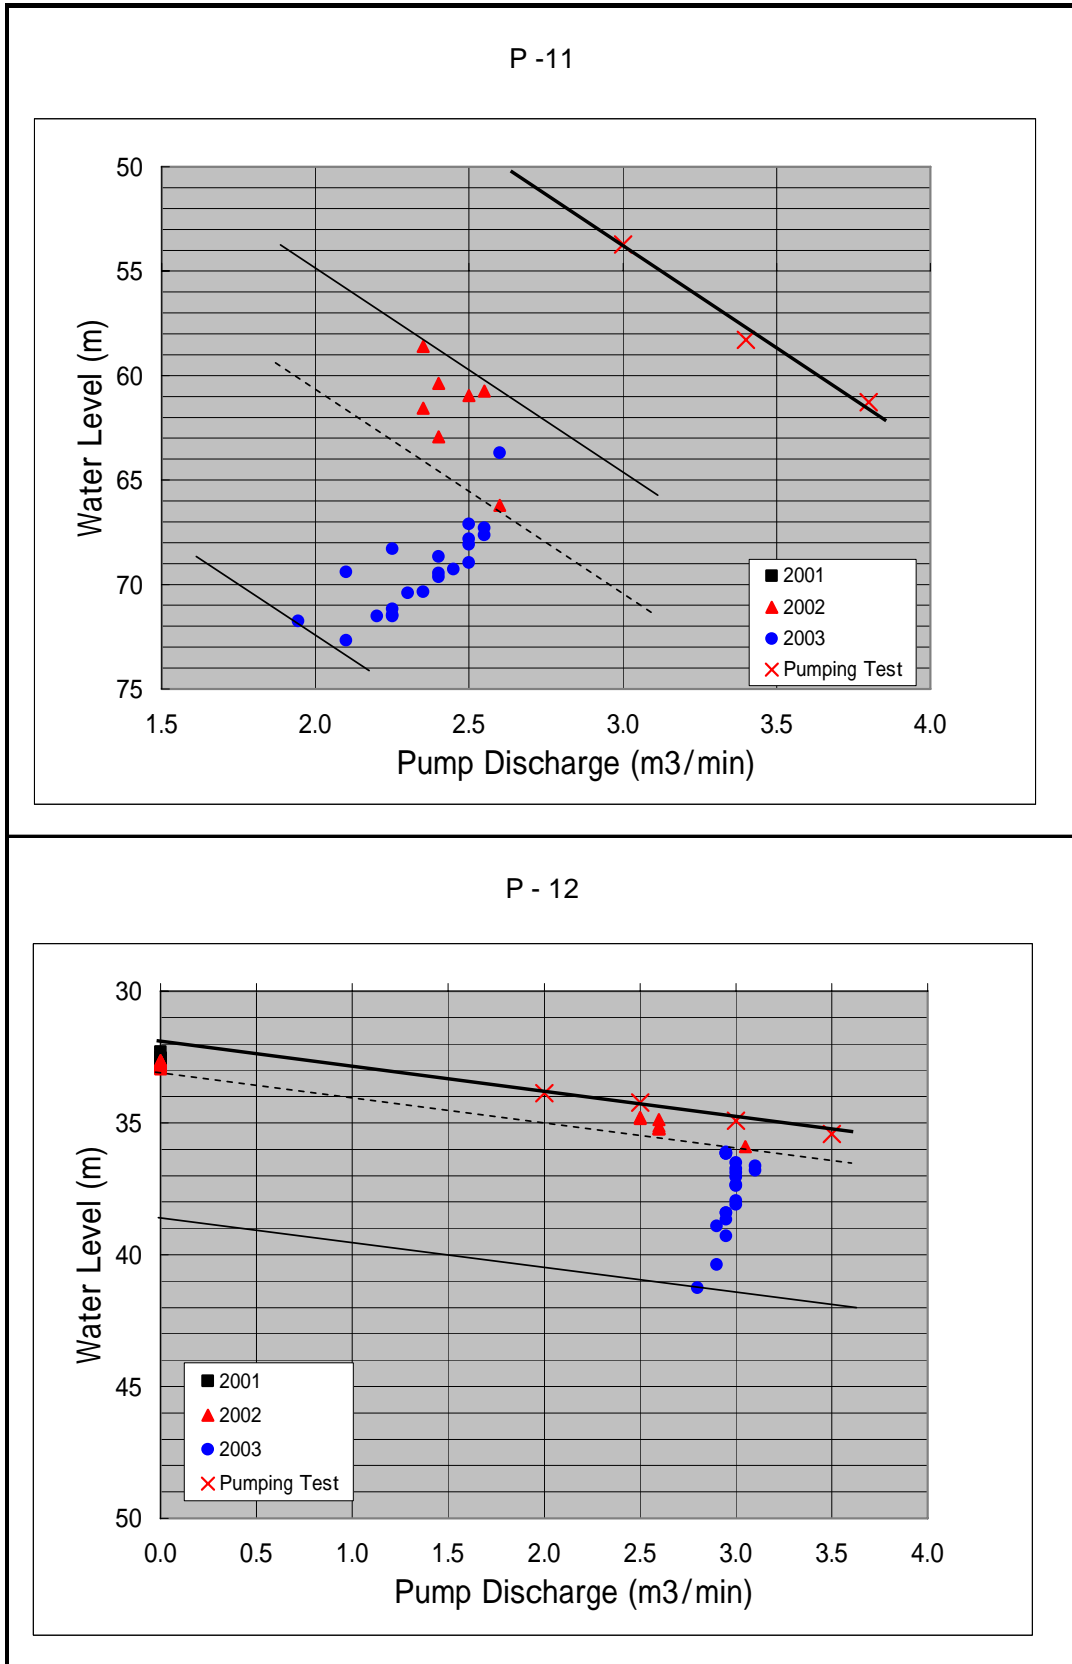 P -11
50
55
60
65
70
75
Water Level (m)
1.5 2.0 2.5 3.0 3.5 4.0
Pump Discharge (m3/min)
2001
2002
2003
Pumping Test
P - 12
30
35
40
45
50
Water Level (m)
0.0 0.5 1.0 1.5 2.0 2.5 3.0 3.5 4.0
Pump Discharge (m3/min)
2001
2002
2003
Pumping Test